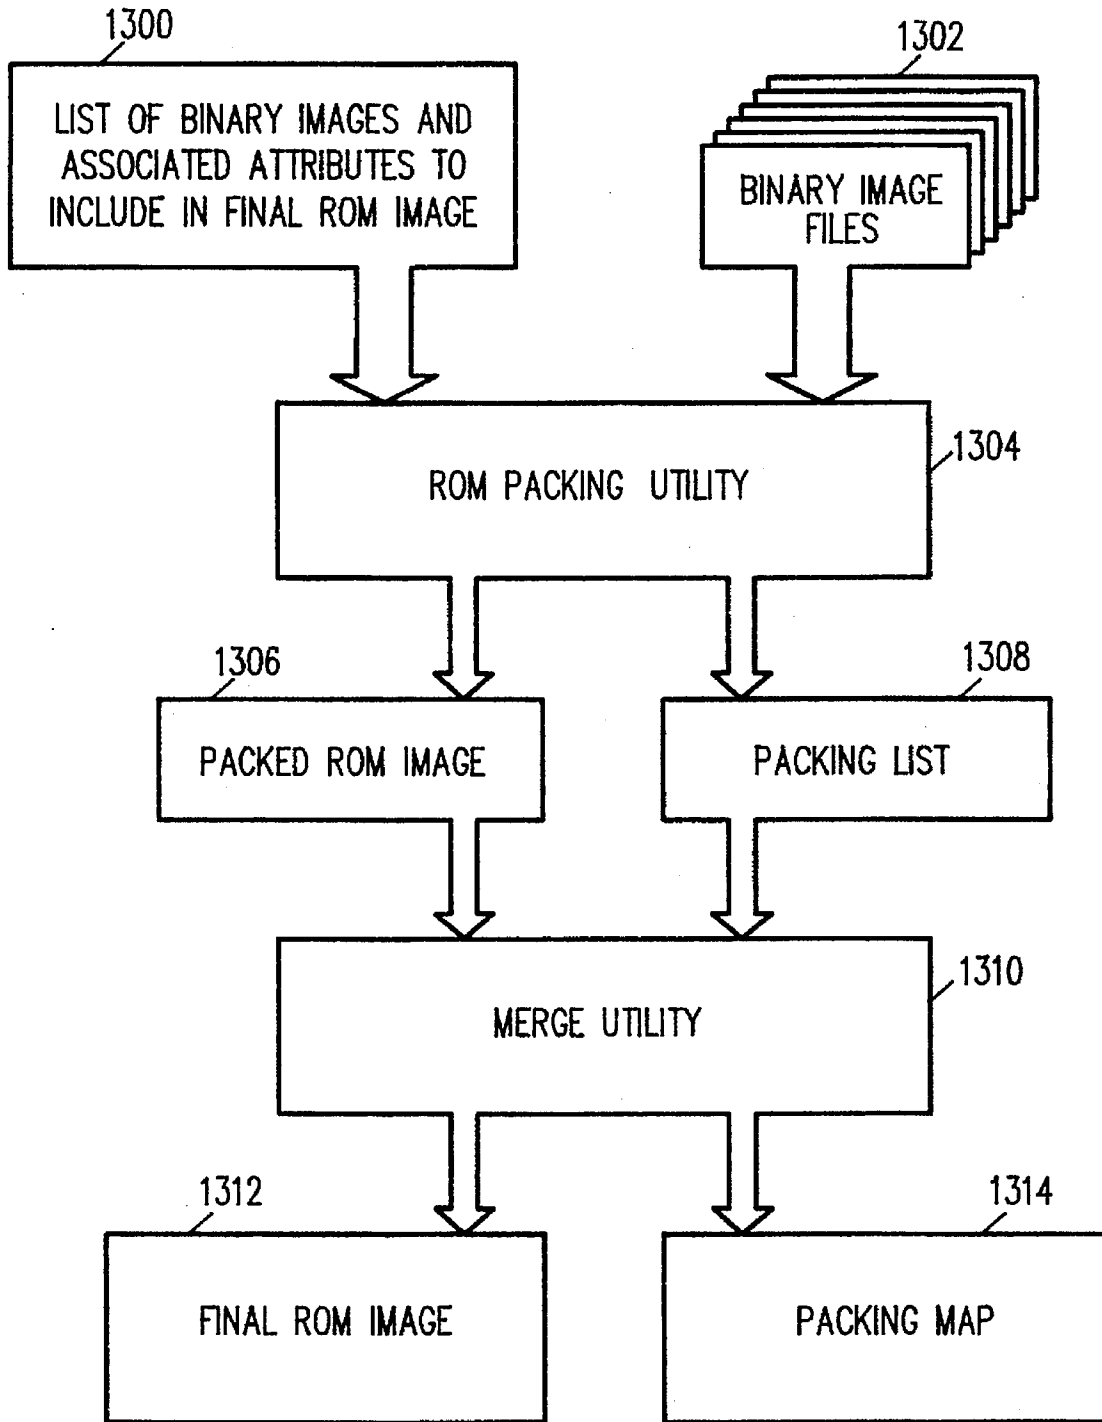 1300
LIST OF BINARY IMAGES AND
ASSOCIATED ATTRIBUTES TO
INCLUDE IN FINAL ROM IMAGE
1302
BINARY IMAGE
FILES
1304
ROM PACKING UTILITY
1306
PACKED ROM IMAGE
1308
PACKING LIST
1310
MERGE UTILITY
1312
FINAL ROM IMAGE
1314
PACKING MAP